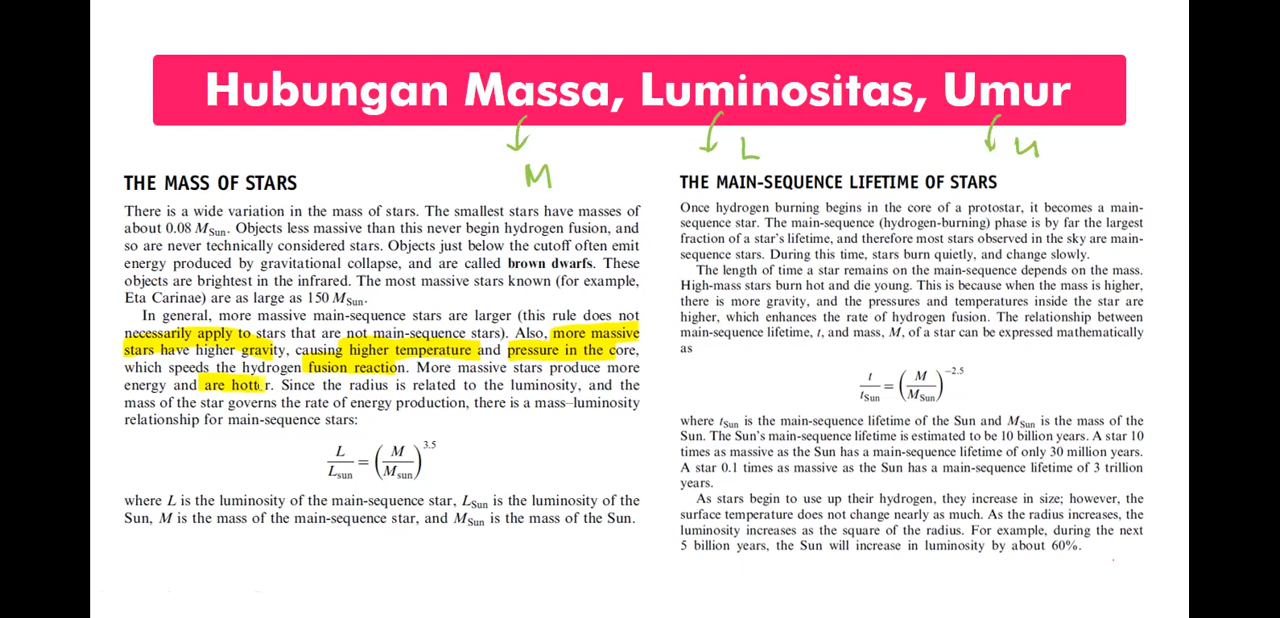 Hubungan Massa, Luminositas, Umur
M
L
U
THE MASS OF STARS
There is a wide variation in the mass of stars. The smallest stars have masses of
about 0.08 M_Sun. Objects less massive than this never begin hydrogen fusion, and
so are never technically considered stars. Objects just below the cutoff often emit
energy produced by gravitational collapse, and are called brown dwarfs. These
objects are brightest in the infrared. The most massive stars known (for example,
Eta Carinae) are as large as 150 M_Sun.
In general, more massive main-sequence stars are larger (this rule does not
necessarily apply to stars that are not main-sequence stars). Also, more massive
stars have higher gravity, causing higher temperature and pressure in the core,
which speeds the hydrogen fusion reaction. More massive stars produce more
energy and are hotter. Since the radius is related to the luminosity, and the
mass of the star governs the rate of energy production, there is a mass–luminosity
relationship for main-sequence stars:
L/L_sun = (M/M_sun)^3.5
where L is the luminosity of the main-sequence star, L_Sun is the luminosity of the
Sun, M is the mass of the main-sequence star, and M_Sun is the mass of the Sun.
THE MAIN-SEQUENCE LIFETIME OF STARS
Once hydrogen burning begins in the core of a protostar, it becomes a main-
sequence star. The main-sequence (hydrogen-burning) phase is by far the largest
fraction of a star's lifetime, and therefore most stars observed in the sky are main-
sequence stars. During this time, stars burn quietly, and change slowly.
The length of time a star remains on the main-sequence depends on the mass.
High-mass stars burn hot and die young. This is because when the mass is higher,
there is more gravity, and the pressures and temperatures inside the star are
higher, which enhances the rate of hydrogen fusion. The relationship between
main-sequence lifetime, t, and mass, M, of a star can be expressed mathematically
as
t/t_Sun = (M/M_Sun)^−2.5
where t_Sun is the main-sequence lifetime of the Sun and M_Sun is the mass of the
Sun. The Sun's main-sequence lifetime is estimated to be 10 billion years. A star 10
times as massive as the Sun has a main-sequence lifetime of only 30 million years.
A star 0.1 times as massive as the Sun has a main-sequence lifetime of 3 trillion
years.
As stars begin to use up their hydrogen, they increase in size; however, the
surface temperature does not change nearly as much. As the radius increases, the
luminosity increases as the square of the radius. For example, during the next
5 billion years, the Sun will increase in luminosity by about 60%.